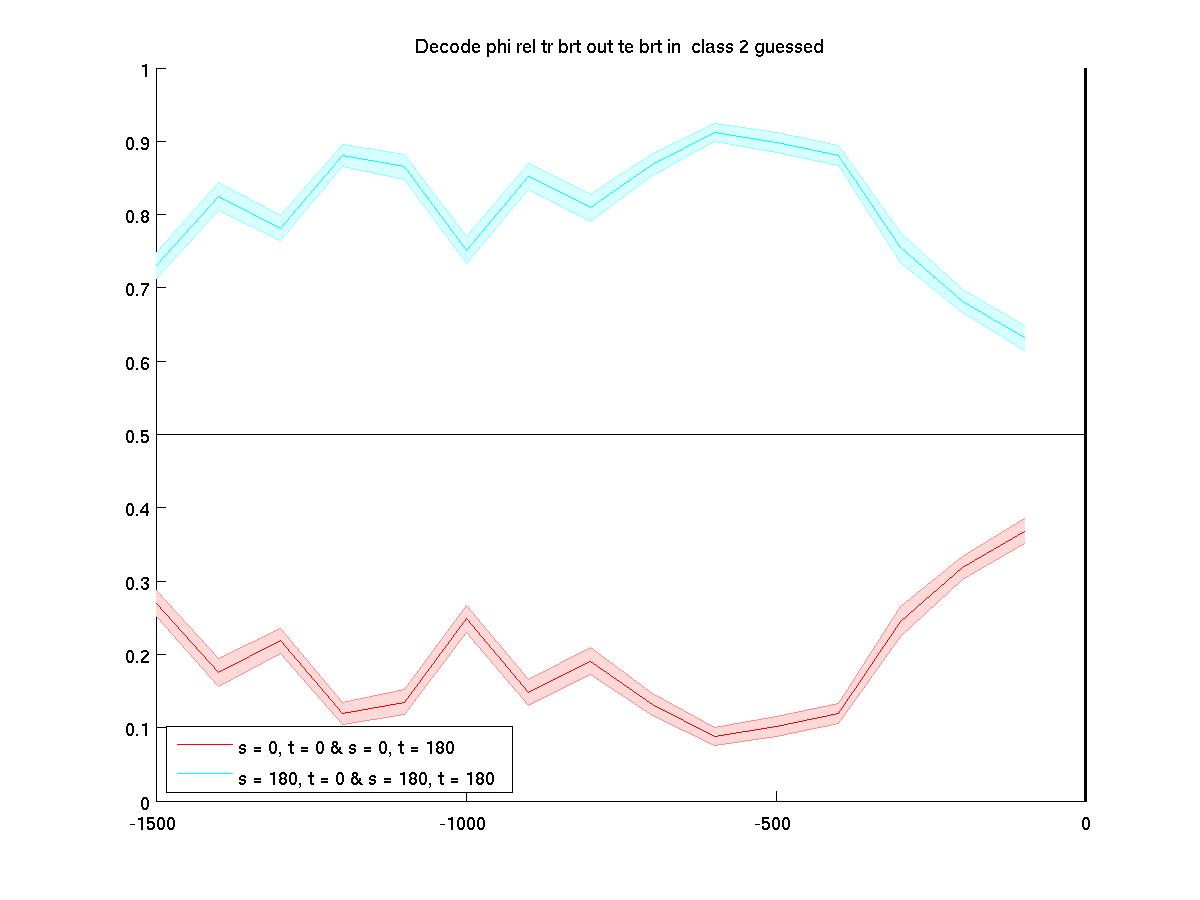 Decode phi rel tr brt out te brt in  class 2 guessed
1
0.9
0.8
0.7
0.6
0.5
0.4
0.3
0.2
0.1
0
s = 0, t = 0 & s = 0, t = 180
s = 180, t = 0 & s = 180, t = 180
-1500 -1000 -500 0